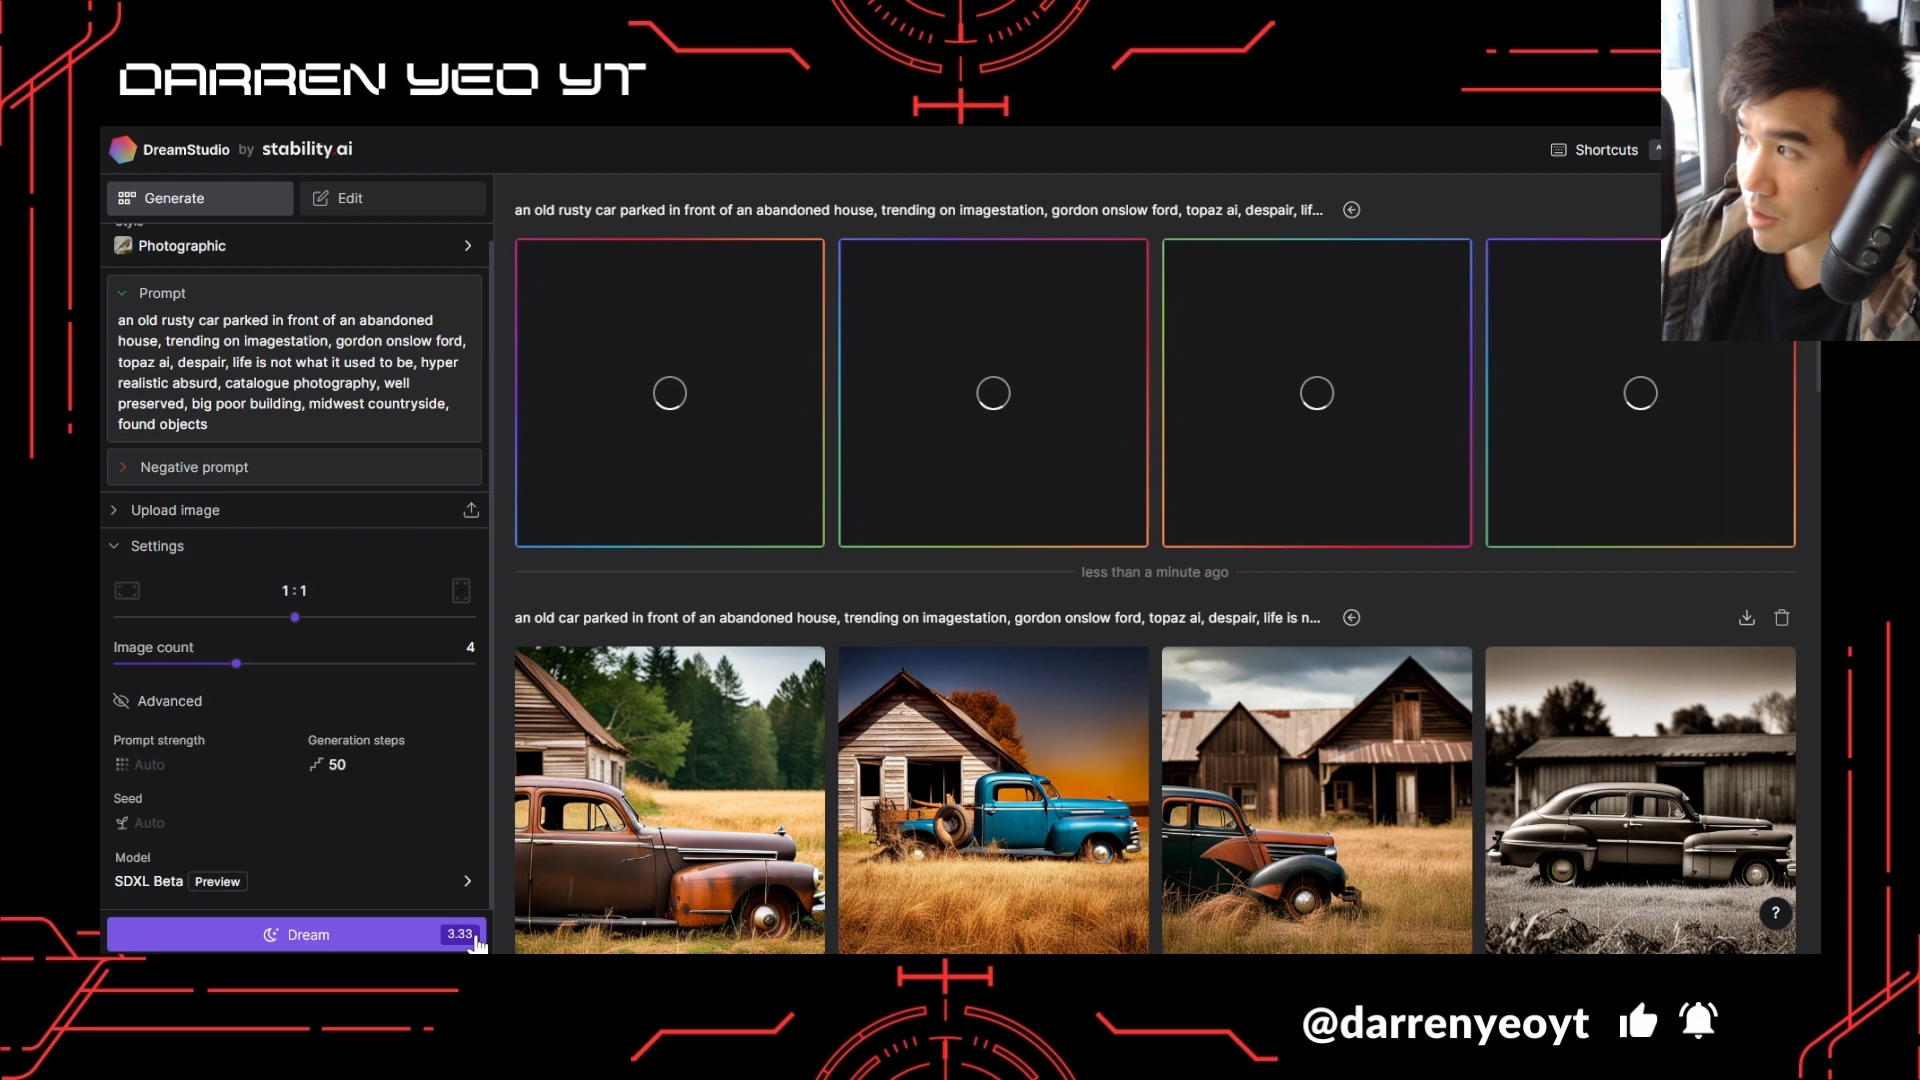 DARREN YEO YT
DreamStudio by stability.ai
Shortcuts ^
Generate
Edit
Style
Photographic
Prompt
an old rusty car parked in front of an abandoned
house, trending on imagestation, gordon onslow ford,
topaz ai, despair, life is not what it used to be, hyper
realistic absurd, catalogue photography, well
preserved, big poor building, midwest countryside,
found objects
Negative prompt
Upload image
Settings
1:1
Image count 4
Advanced
Prompt strength Generation steps
Auto 50
Seed
Auto
Model
SDXL Beta Preview
Dream 3.33
an old rusty car parked in front of an abandoned house, trending on imagestation, gordon onslow ford, topaz ai, despair, lif...
less than a minute ago
an old car parked in front of an abandoned house, trending on imagestation, gordon onslow ford, topaz ai, despair, life is n...
?
@darrenyeoyt